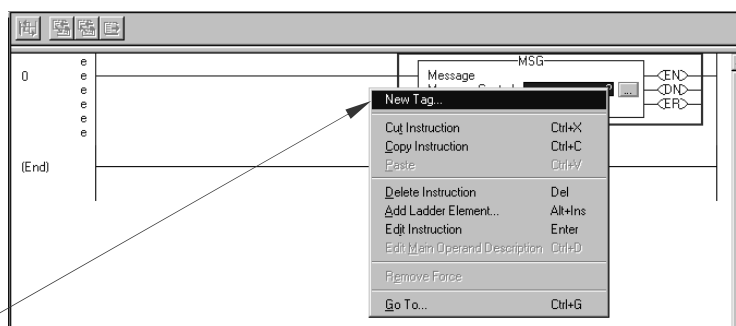 MSG
0
e
e
e
e
e
e
Message
?
...
EN
DN
ER
New Tag...
Cut Instruction Ctrl+X
Copy Instruction Ctrl+C
Paste Ctrl+V
(End)
Delete Instruction Del
Add Ladder Element... Alt+Ins
Edit Instruction Enter
Edit Main Operand Description Ctrl+D
Remove Force
Go To... Ctrl+G